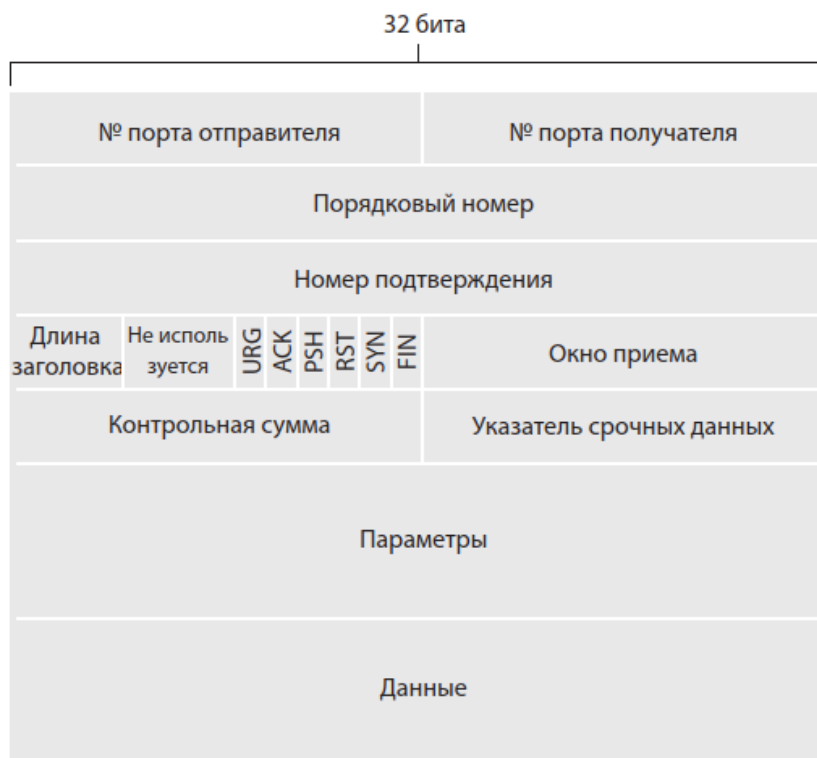 32 бита
№ порта отправителя
№ порта получателя
Порядковый номер
Номер подтверждения
Длина
заголовка
Не исполь
зуется
URG
ACK
PSH
RST
SYN
FIN
Окно приема
Контрольная сумма
Указатель срочных данных
Параметры
Данные